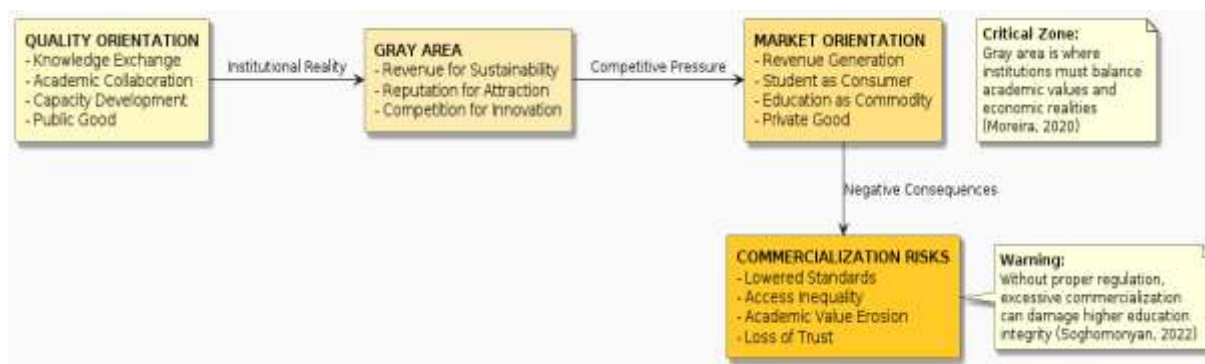 QUALITY ORIENTATION
- Knowledge Exchange
- Academic Collaboration
- Capacity Development
- Public Good
Institutional Reality
GRAY AREA
- Revenue for Sustainability
- Reputation for Attraction
- Competition for Innovation
Competitive Pressure
MARKET ORIENTATION
- Revenue Generation
- Student as Consumer
- Education as Commodity
- Private Good
Critical Zone:
Gray area is where
institutions must balance
academic values and
economic realities
(Moreira, 2020)
Negative Consequences
COMMERCIALIZATION RISKS
- Lowered Standards
- Access Inequality
- Academic Value Erosion
- Loss of Trust
Warning:
Without proper regulation,
excessive commercialization
can damage higher education
integrity (Soghomonyan, 2022)